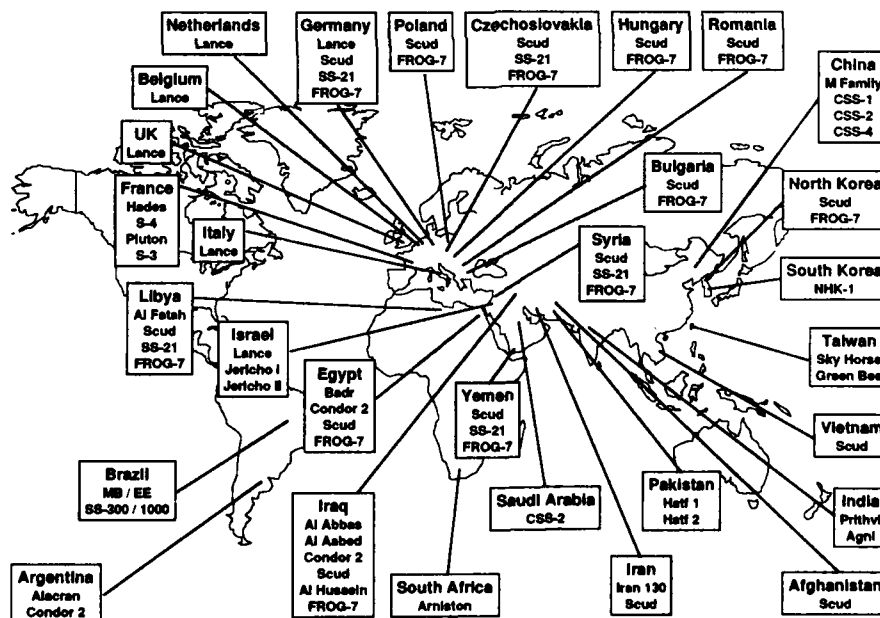 Netherlands
Lance
Germany
Lance
Scud
SS-21
FROG-7
Poland
Scud
FROG-7
Czechoslovakia
Scud
SS-21
FROG-7
Hungary
Scud
FROG-7
Romania
Scud
FROG-7
China
M Family
CSS-1
CSS-2
CSS-4
Belgium
Lance
UK
Lance
France
Hades
S-4
Pluton
S-3
Italy
Lance
Bulgaria
Scud
FROG-7
North Korea
Scud
FROG-7
Syria
Scud
SS-21
FROG-7
South Korea
NHK-1
Libya
Al Fatah
Scud
SS-21
FROG-7
Israel
Lance
Jericho I
Jericho II
Egypt
Badr
Condor 2
Scud
FROG-7
Yemen
Scud
SS-21
FROG-7
Taiwan
Sky Horse
Green Bee
Vietnam
Scud
Brazil
MB / EE
SS-300 / 1000
Iraq
Al Abbas
Al Aabed
Condor 2
Scud
Al Husaein
FROG-7
Saudi Arabia
CSS-2
Pakistan
Hatf 1
Hatf 2
India
Prithvi
Agni
Argentina
Alacran
Condor 2
South Africa
Arniston
Iran
Iran 130
Scud
Afghanistan
Scud